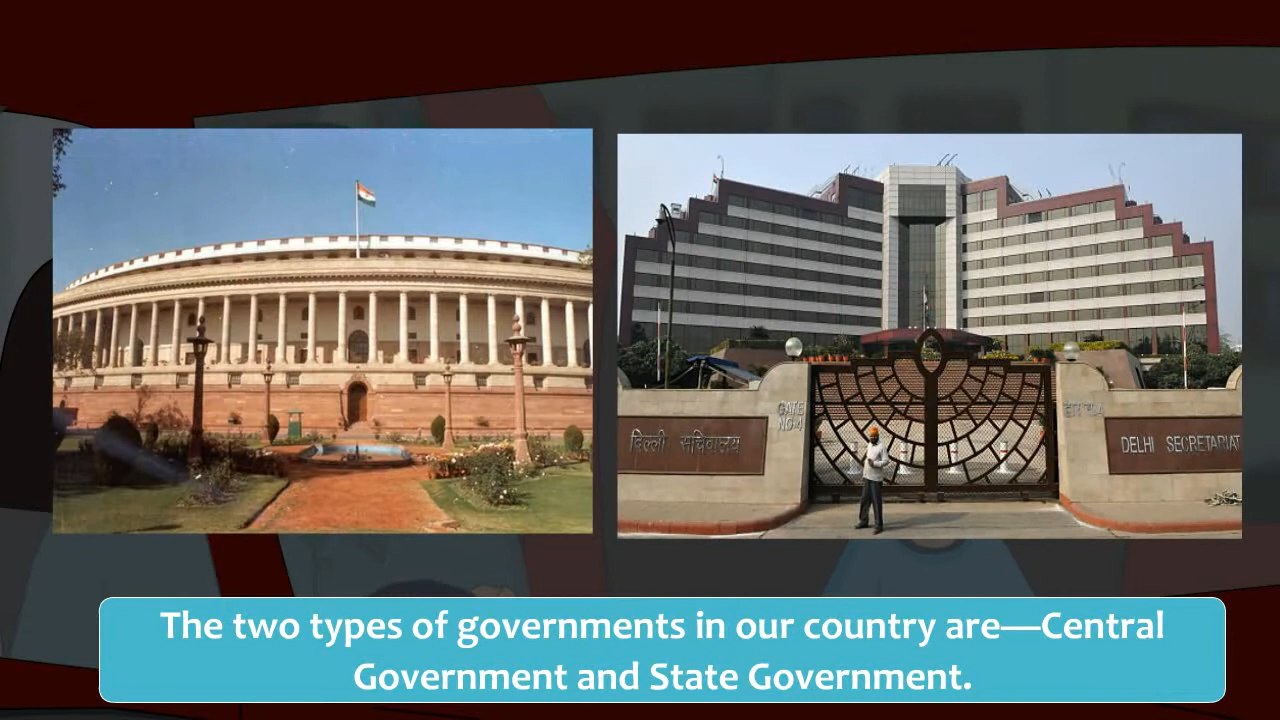 GATE
NO 4
दिल्ली सचिवालय
DELHI SECRETARIAT
The two types of governments in our country are—Central
Government and State Government.